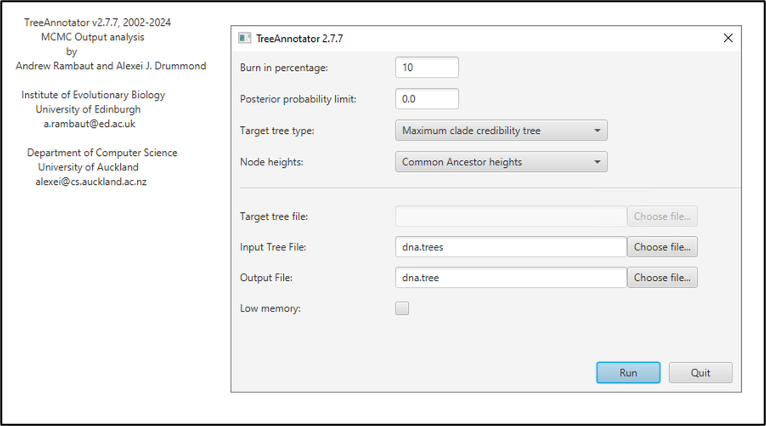 TreeAnnotator v2.7.7, 2002-2024
MCMC Output analysis
by
Andrew Rambaut and Alexei J. Drummond
Institute of Evolutionary Biology
University of Edinburgh
a.rambaut@ed.ac.uk
Department of Computer Science
University of Auckland
alexei@cs.auckland.ac.nz
TreeAnnotator 2.7.7
Burn in percentage: 10
Posterior probability limit: 0.0
Target tree type: Maximum clade credibility tree
Node heights: Common Ancestor heights
Target tree file: Choose file...
Input Tree File: dna.trees Choose file...
Output File: dna.tree Choose file...
Low memory:
Run Quit